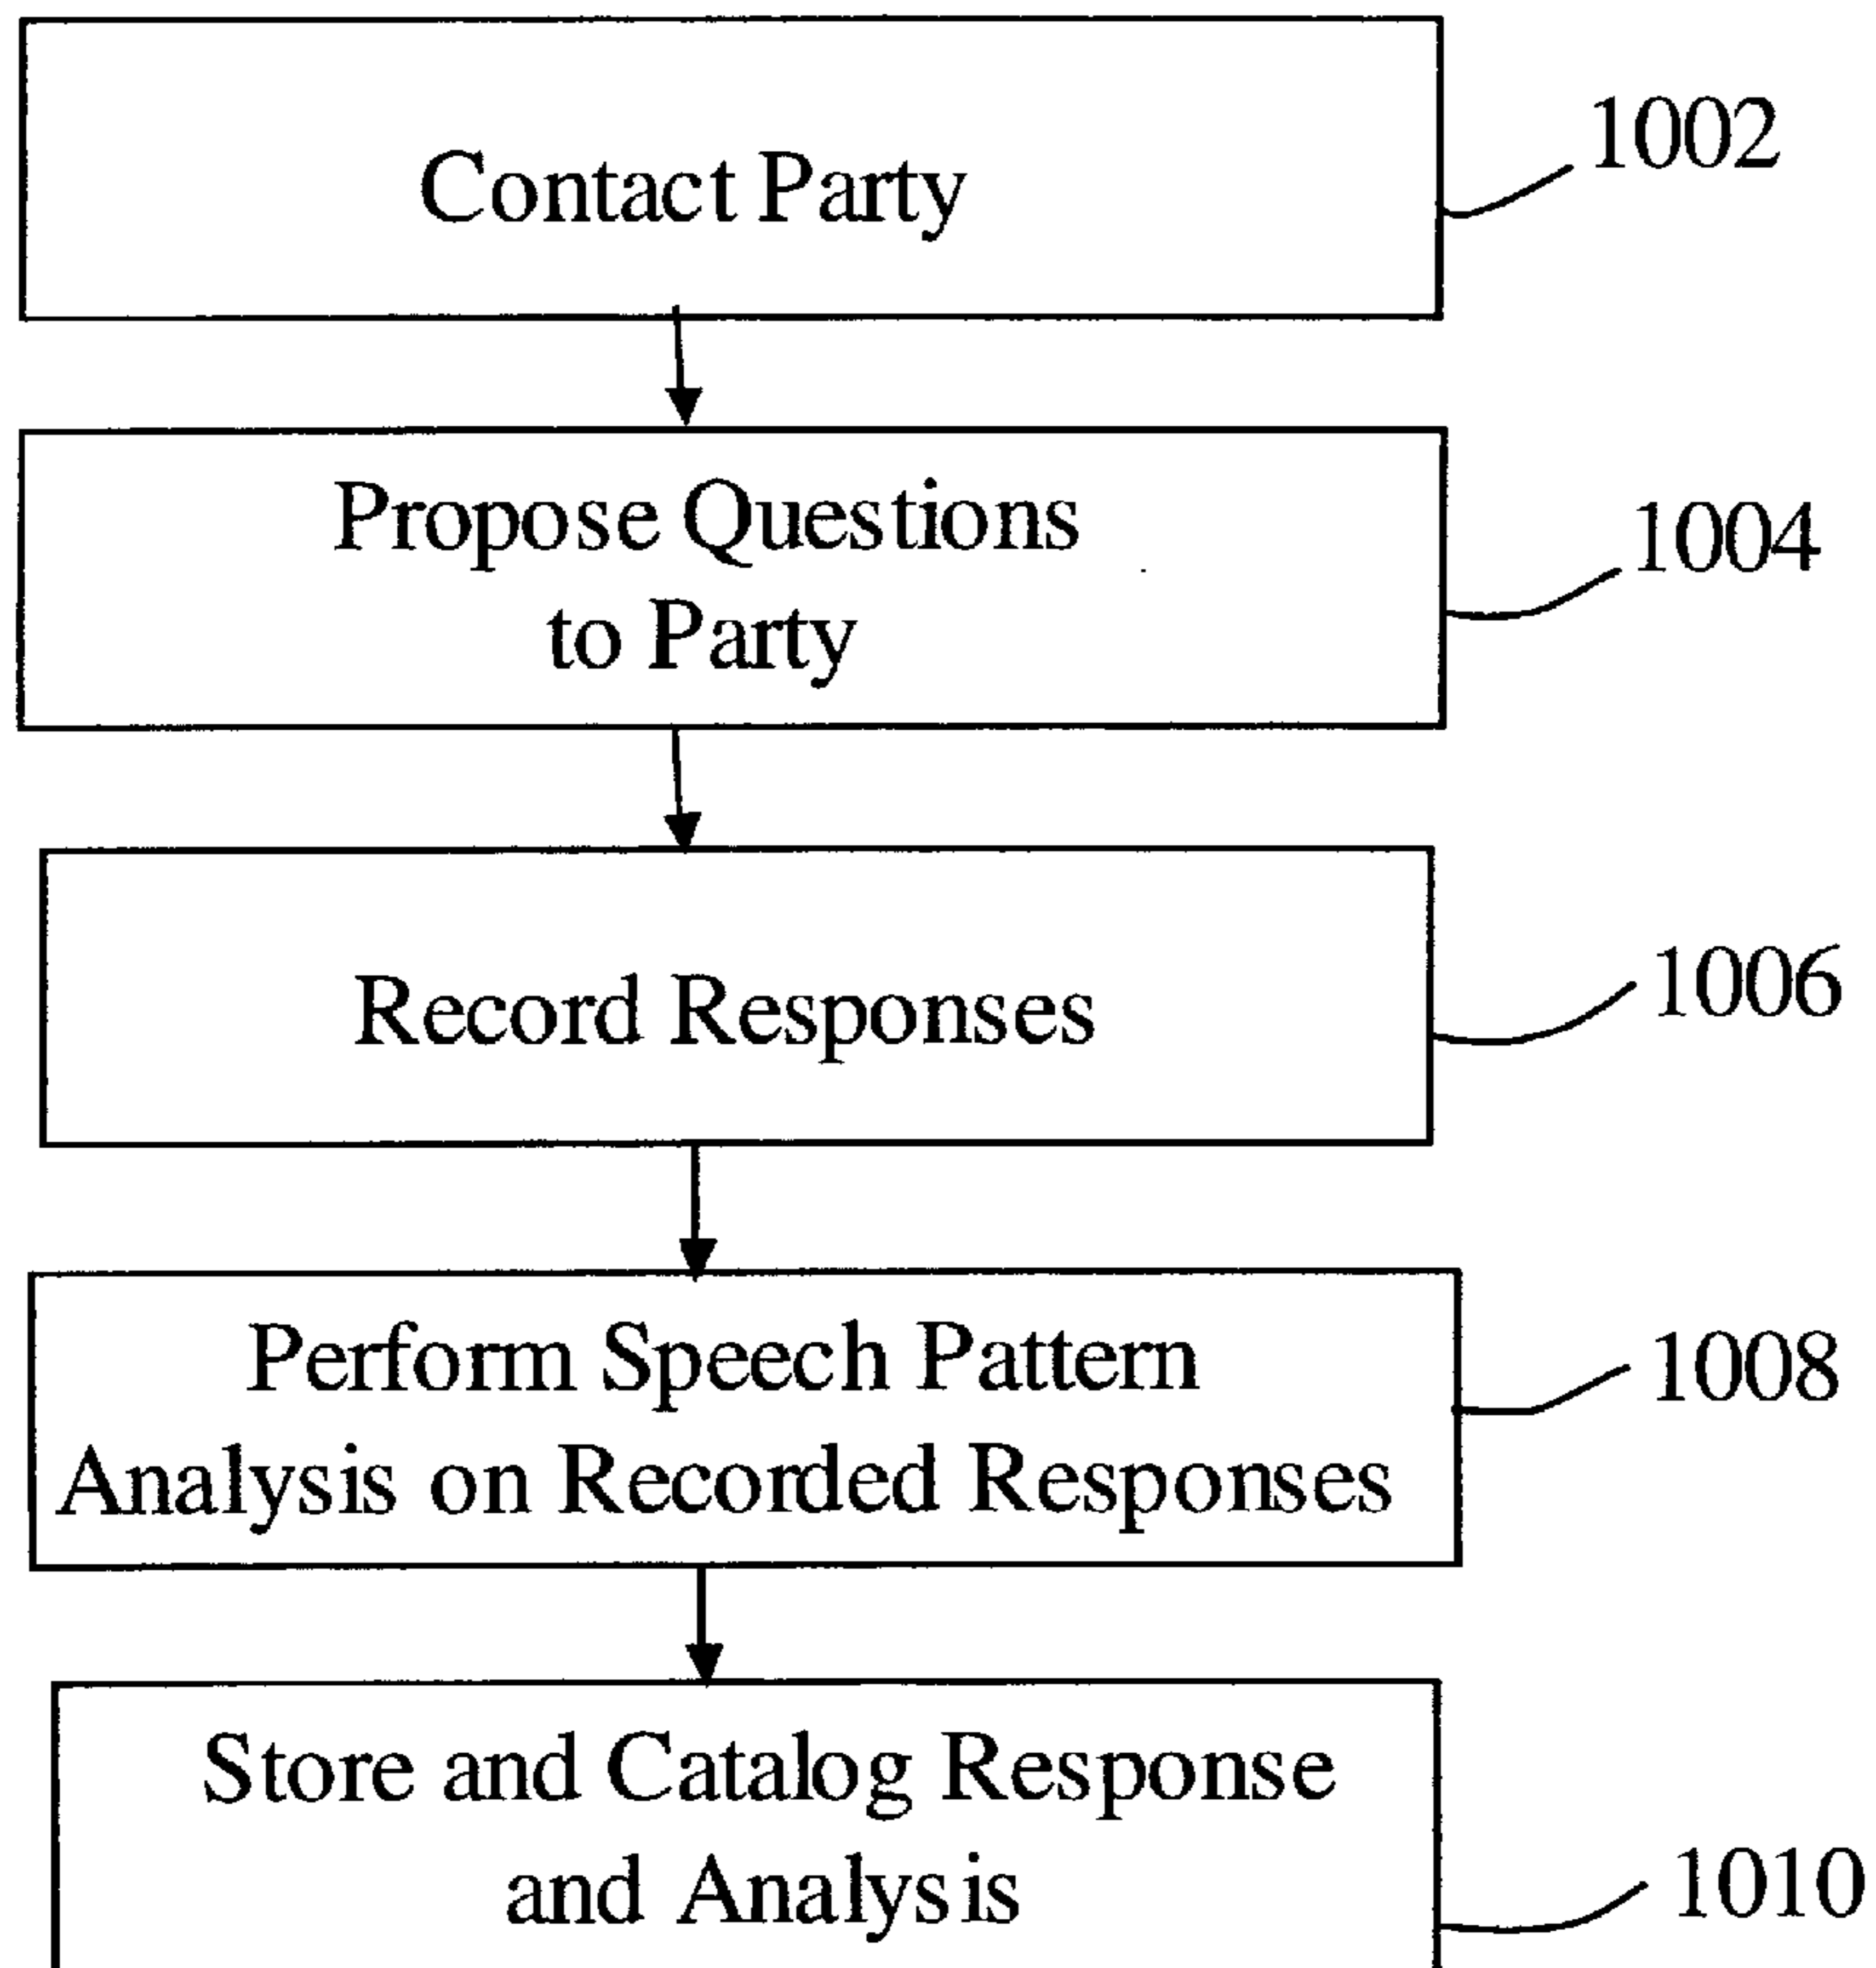 Contact Party
1002
Propose Questions
to Party
1004
Record Responses
1006
Perform Speech Pattern
Analysis on Recorded Responses
1008
Store and Catalog Response
and Analysis
1010